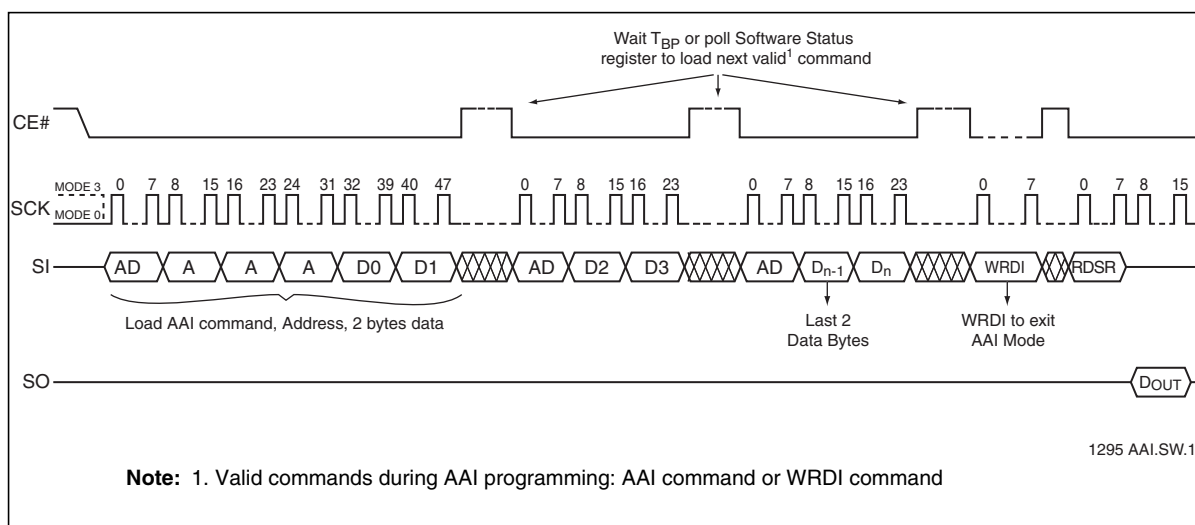 Wait TBP or poll Software Status
register to load next valid1 command
CE#
MODE 3
0 7 8 15 16 23 24 31 32 39 40 47 0 7 8 15 16 23 0 7 8 15 16 23 0 7 0 7 8 15
SCK
MODE 0
SI AD A A A D0 D1 AD D2 D3 AD Dn-1 Dn WRDI RDSR
Load AAI command, Address, 2 bytes data
Last 2
Data Bytes
WRDI to exit
AAI Mode
SO DOUT
1295 AAI.SW.1
Note: 1. Valid commands during AAI programming: AAI command or WRDI command